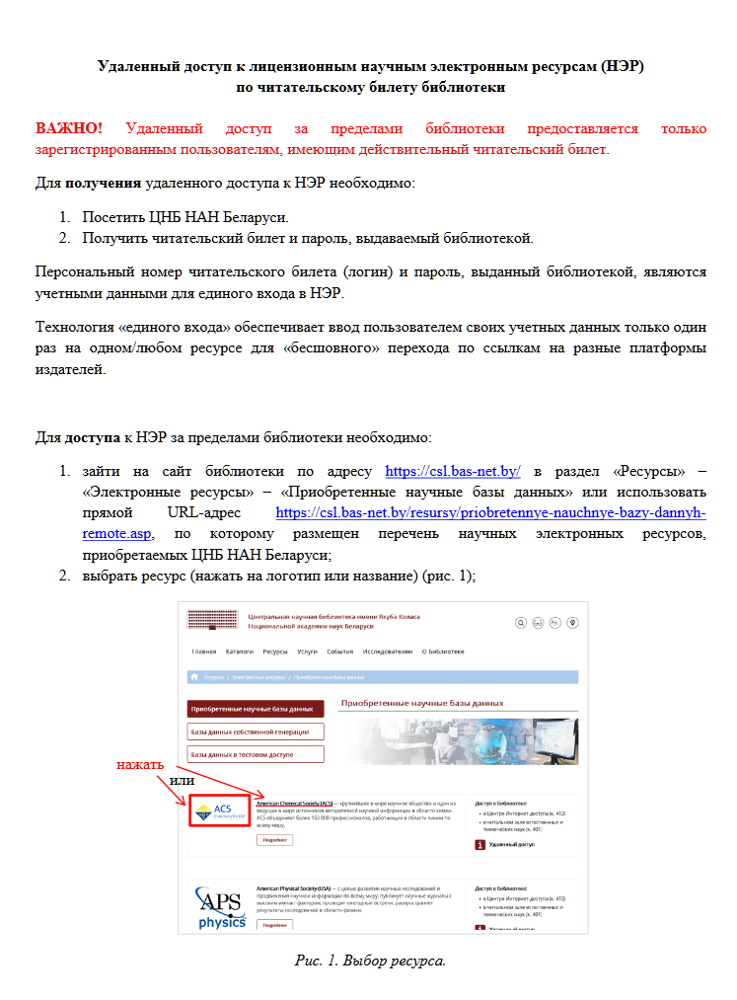 Удаленный доступ к лицензионным научным электронным ресурсам (НЭР)
по читательскому билету библиотеки
ВАЖНО! Удаленный доступ за пределами библиотеки предоставляется только
зарегистрированным пользователям, имеющим действительный читательский билет.
Для получения удаленного доступа к НЭР необходимо:
1. Посетить ЦНБ НАН Беларуси.
2. Получить читательский билет и пароль, выдаваемый библиотекой.
Персональный номер читательского билета (логин) и пароль, выданный библиотекой, являются
учетными данными для единого входа в НЭР.
Технология «единого входа» обеспечивает ввод пользователем своих учетных данных только один
раз на одном/любом ресурсе для «бесшовного» перехода по ссылкам на разные платформы
издателей.
Для доступа к НЭР за пределами библиотеки необходимо:
1. зайти на сайт библиотеки по адресу https://csl.bas-net.by/ в раздел «Ресурсы» –
«Электронные ресурсы» – «Приобретенные научные базы данных» или использовать
прямой URL-адрес https://csl.bas-net.by/resursy/priobretennye-nauchnye-bazy-dannyh-
remote.asp, по которому размещен перечень научных электронных ресурсов,
приобретаемых ЦНБ НАН Беларуси;
2. выбрать ресурс (нажать на логотип или название) (рис. 1);
Центральная научная библиотека имени Якуба Коласа
Национальной академии наук Беларуси
Рус
Главная Каталоги Ресурсы Услуги События Исследователям О библиотеке
Ресурсы | Электронные ресурсы | Приобретенные базы данных
Приобретенные научные базы данных
Базы данных собственной генерации
Базы данных в тестовом доступе
Приобретенные научные базы данных
нажать
или
ACS
Chemistry for Life
American Chemical Society (ACS) — крупнейшее в мире научное общество и один из
ведущих в мире источников авторитетной научной информации в области химии.
ACS объединяет более 150 000 профессионалов, работающих в области химии по
всему миру.
Подробнее
Доступ в библиотеке:
• в Центре Интернет-доступа (к. 412)
• в читальном зале естественных и
технических наук (к. 401)
Удаленный доступ
APS
physics
American Physical Society (USA) — с целью развития научных исследований и
продвижения научной информации по всему миру, публикует научные журналы с
высоким импакт-фактором, проводит ежегодные встречи, распространяет
результаты исследований в области физики.
Подробнее
Доступ в библиотеке:
• в Центре Интернет-доступа (к. 412)
• в читальном зале естественных и
технических наук (к. 401)
Удаленный доступ
Рис. 1. Выбор ресурса.